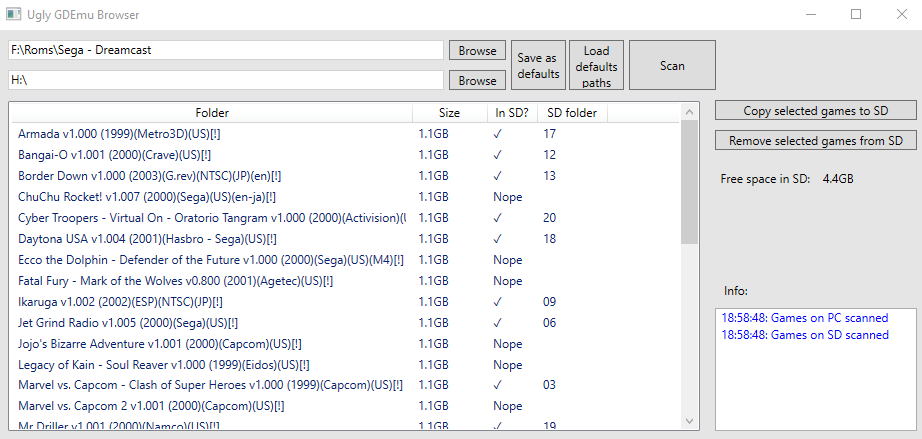 Ugly GDEmu Browser
F:\Roms\Sega - Dreamcast
Browse
H:\
Browse
Save as
defaults
Load
defaults
paths
Scan
Folder Size In SD? SD folder
Armada v1.000 (1999)(Metro3D)(US)[!] 1.1GB ✓ 17
Bangai-O v1.001 (2000)(Crave)(US)[!] 1.1GB ✓ 12
Border Down v1.000 (2003)(G.rev)(NTSC)(JP)(en)[!] 1.1GB ✓ 13
ChuChu Rocket! v1.007 (2000)(Sega)(US)(en-ja)[!] 1.1GB Nope
Cyber Troopers - Virtual On - Oratorio Tangram v1.000 (2000)(Activision)( 1.1GB ✓ 20
Daytona USA v1.004 (2001)(Hasbro - Sega)(US)[!] 1.1GB ✓ 18
Ecco the Dolphin - Defender of the Future v1.000 (2000)(Sega)(US)(M4)[!] 1.1GB Nope
Fatal Fury - Mark of the Wolves v0.800 (2001)(Agetec)(US)[!] 1.1GB Nope
Ikaruga v1.002 (2002)(ESP)(NTSC)(JP)[!] 1.1GB ✓ 09
Jet Grind Radio v1.005 (2000)(Sega)(US)[!] 1.1GB ✓ 06
Jojo's Bizarre Adventure v1.001 (2000)(Capcom)(US)[!] 1.1GB Nope
Legacy of Kain - Soul Reaver v1.000 (1999)(Eidos)(US)[!] 1.1GB Nope
Marvel vs. Capcom - Clash of Super Heroes v1.000 (1999)(Capcom)(US)[!] 1.1GB ✓ 03
Marvel vs. Capcom 2 v1.001 (2000)(Capcom)(US)[!] 1.1GB Nope
Mr Driller v1.001 (2000)(Namco)(US)[!] 1.1GB ✓ 19
Copy selected games to SD
Remove selected games from SD
Free space in SD: 4.4GB
Info:
18:58:48: Games on PC scanned
18:58:48: Games on SD scanned